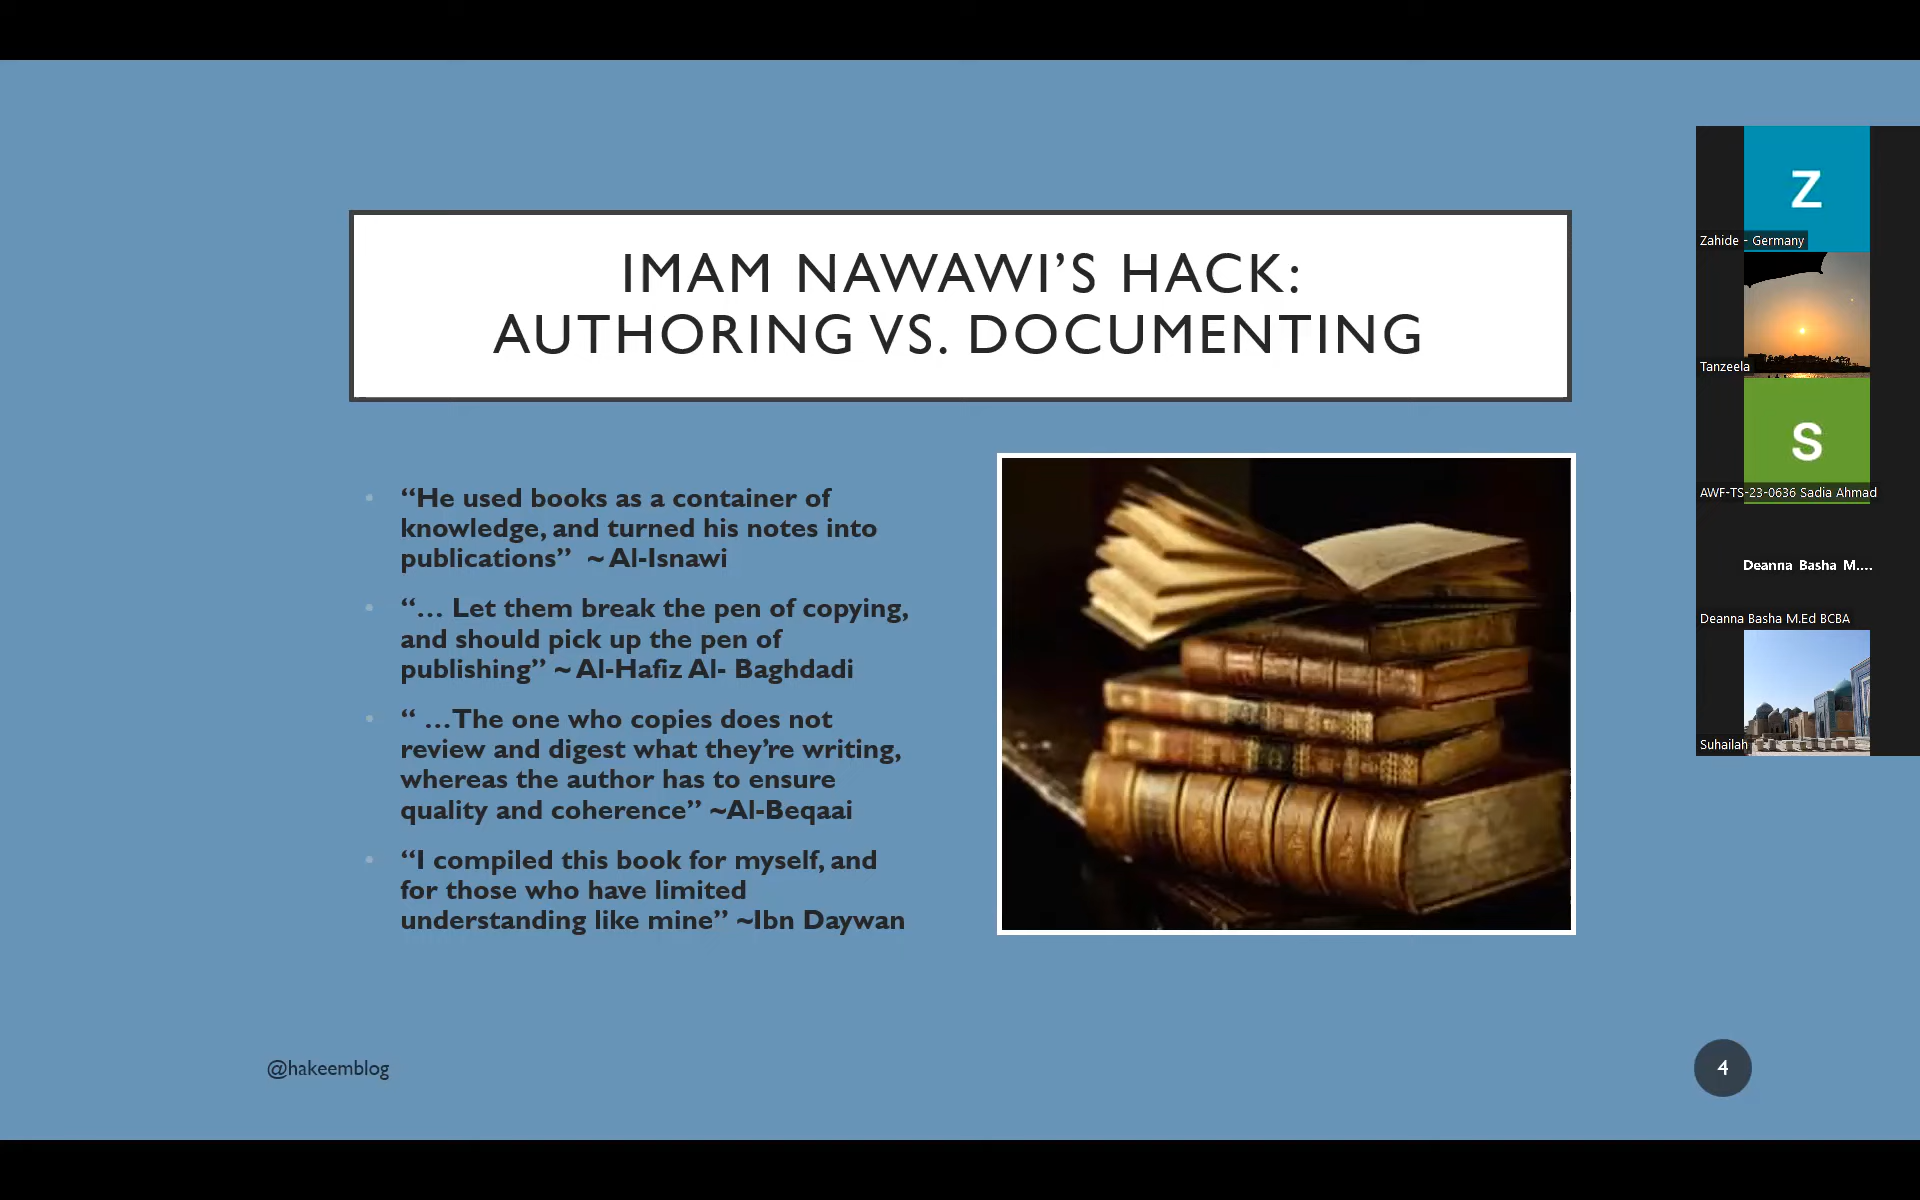 IMAM NAWAWI’S HACK:
AUTHORING VS. DOCUMENTING
“He used books as a container of
knowledge, and turned his notes into
publications” ~ Al-Isnawi
“… Let them break the pen of copying,
and should pick up the pen of
publishing” ~ Al-Hafiz Al- Baghdadi
“ …The one who copies does not
review and digest what they’re writing,
whereas the author has to ensure
quality and coherence” ~Al-Beqaai
“I compiled this book for myself, and
for those who have limited
understanding like mine” ~Ibn Daywan
@hakeemblog
4
Z
Zahide - Germany
Tanzeela
S
AWF-TS-23-0636 Sadia Ahmad
Deanna Basha M....
Deanna Basha M.Ed BCBA
Suhailah